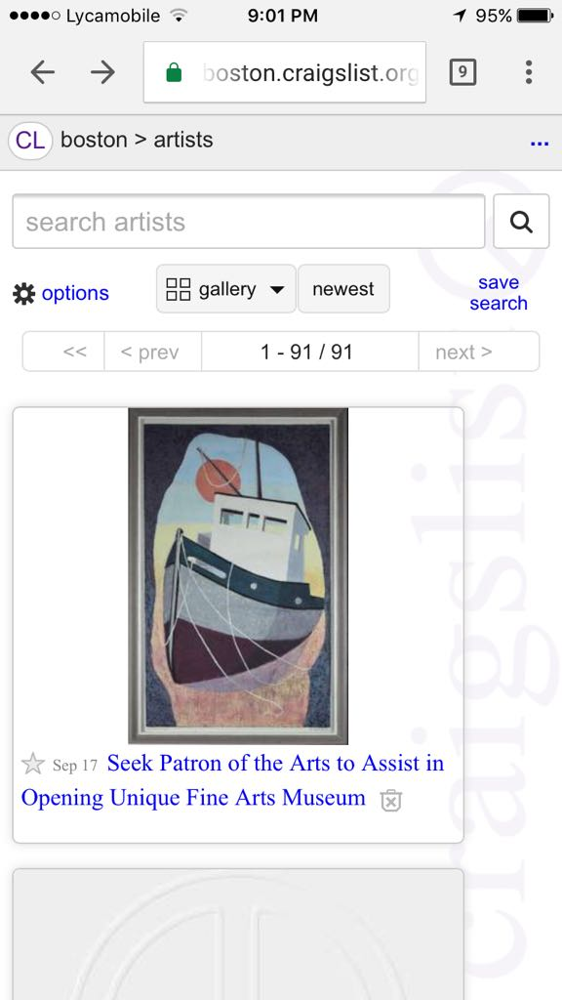 Lycamobile 9:01 PM 95%
boston.craigslist.org 9
CL boston > artists ...
search artists
options gallery newest save
search
<< < prev 1 - 91 / 91 next >
Sep 17 Seek Patron of the Arts to Assist in
Opening Unique Fine Arts Museum
craigslis